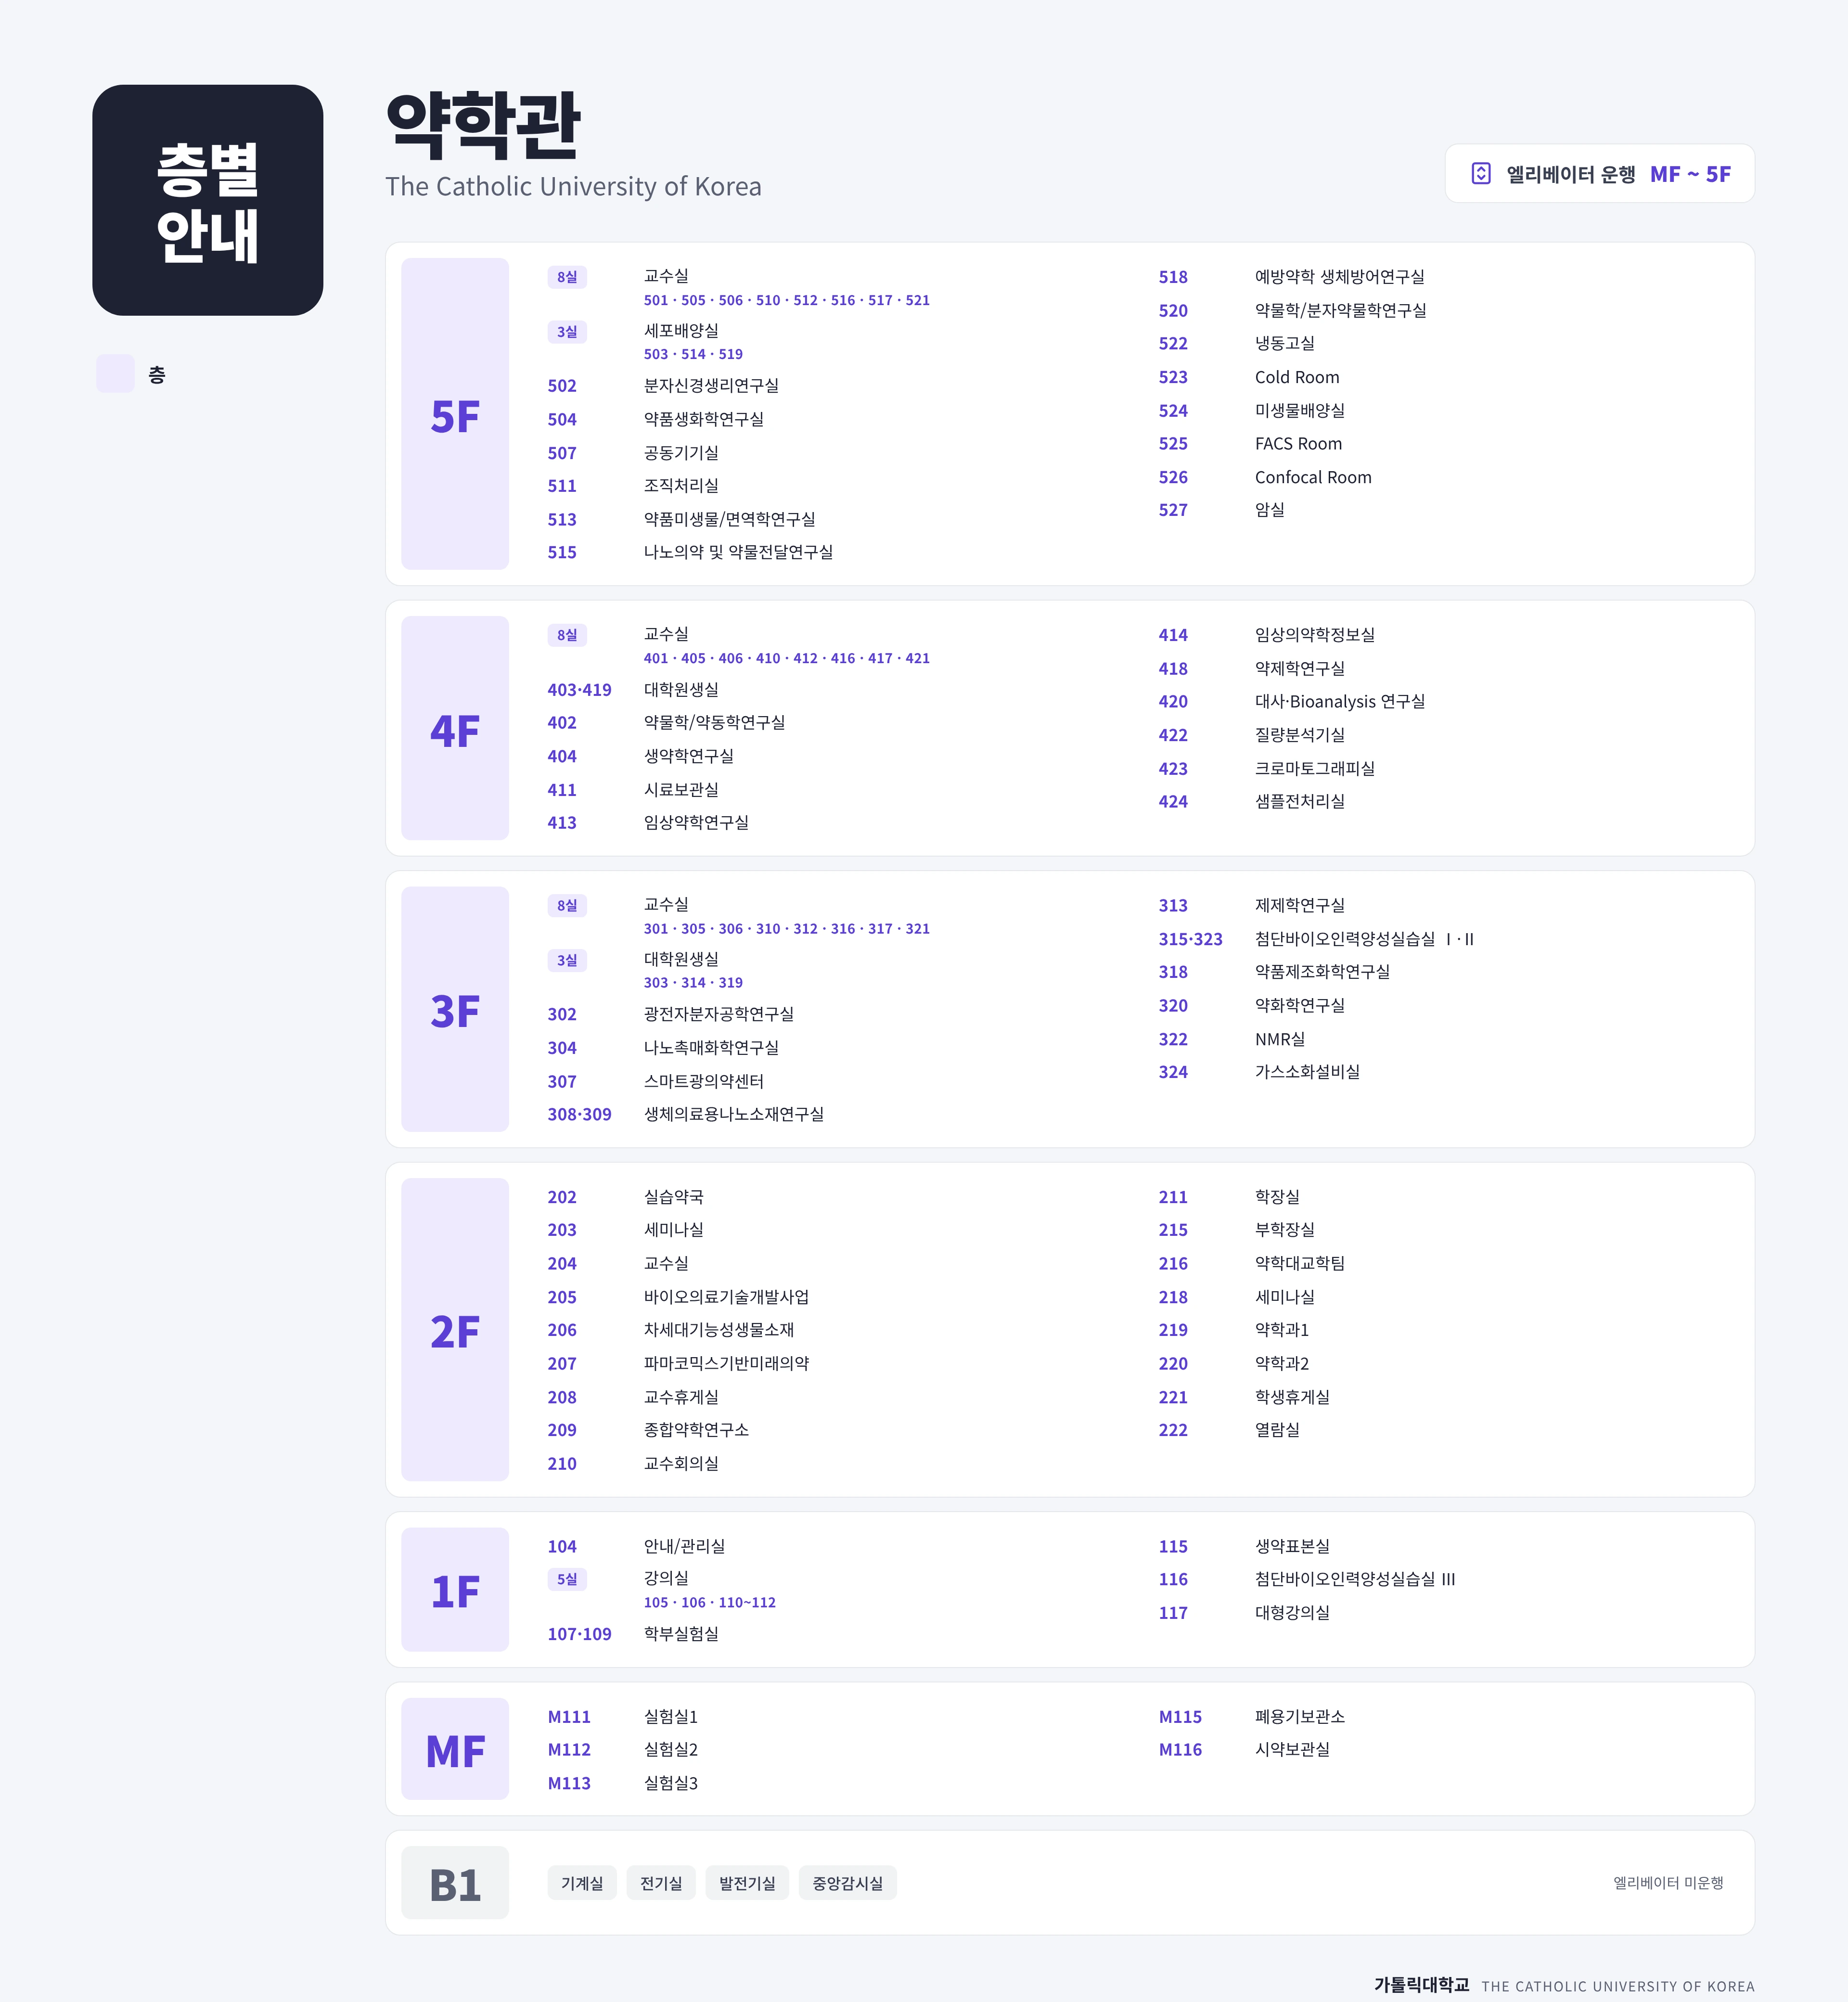 층별
안내
층
약학관
The Catholic University of Korea
엘리베이터 운행 MF ~ 5F
5F
8실 교수실
501 · 505 · 506 · 510 · 512 · 516 · 517 · 521
3실 세포배양실
503 · 514 · 519
502 분자신경생리연구실
504 약품생화학연구실
507 공동기기실
511 조직처리실
513 약품미생물/면역학연구실
515 나노의약 및 약물전달연구실
518 예방약학 생체방어연구실
520 약물학/분자약물학연구실
522 냉동고실
523 Cold Room
524 미생물배양실
525 FACS Room
526 Confocal Room
527 암실
4F
8실 교수실
401 · 405 · 406 · 410 · 412 · 416 · 417 · 421
403·419 대학원생실
402 약물학/약동학연구실
404 생약학연구실
411 시료보관실
413 임상약학연구실
414 임상의약학정보실
418 약제학연구실
420 대사·Bioanalysis 연구실
422 질량분석기실
423 크로마토그래피실
424 샘플전처리실
3F
8실 교수실
301 · 305 · 306 · 310 · 312 · 316 · 317 · 321
3실 대학원생실
303 · 314 · 319
302 광전자분자공학연구실
304 나노촉매화학연구실
307 스마트광의약센터
308·309 생체의료용나노소재연구실
313 제제학연구실
315·323 첨단바이오인력양성실습실 Ⅰ·Ⅱ
318 약품제조화학연구실
320 약화학연구실
322 NMR실
324 가스소화설비실
2F
202 실습약국
203 세미나실
204 교수실
205 바이오의료기술개발사업
206 차세대기능성생물소재
207 파마코믹스기반미래의약
208 교수휴게실
209 종합약학연구소
210 교수회의실
211 학장실
215 부학장실
216 약학대교학팀
218 세미나실
219 약학과1
220 약학과2
221 학생휴게실
222 열람실
1F
104 안내/관리실
5실 강의실
105 · 106 · 110~112
107·109 학부실험실
115 생약표본실
116 첨단바이오인력양성실습실 Ⅲ
117 대형강의실
MF
M111 실험실1
M112 실험실2
M113 실험실3
M115 폐용기보관소
M116 시약보관실
B1
기계실 전기실 발전기실 중앙감시실
엘리베이터 미운행
가톨릭대학교 THE CATHOLIC UNIVERSITY OF KOREA